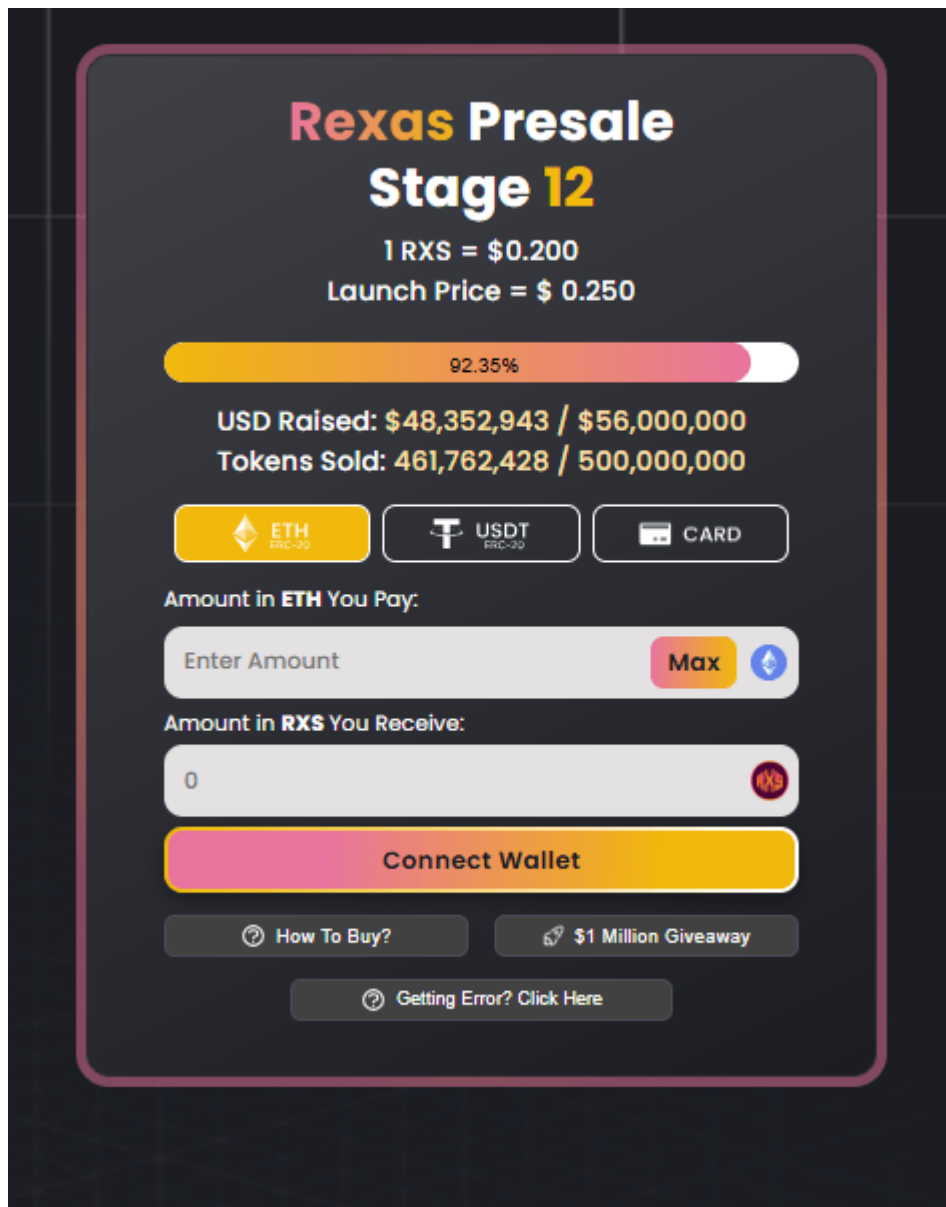 Rexas Presale
Stage 12
1 RXS = $0.200
Launch Price = $ 0.250
92.35%
USD Raised: $48,352,943 / $56,000,000
Tokens Sold: 461,762,428 / 500,000,000
ETH
ERC-20
USDT
ERC-20
CARD
Amount in ETH You Pay:
Enter Amount
Max
Amount in RXS You Receive:
0
RXS
Connect Wallet
How To Buy?
$1 Million Giveaway
Getting Error? Click Here